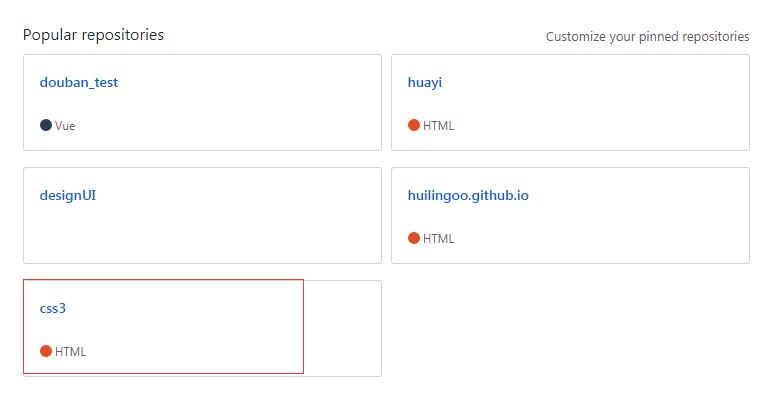 Popular repositories
Customize your pinned repositories
douban_test
Vue
huayi
HTML
designUI
huilingoo.github.io
HTML
css3
HTML